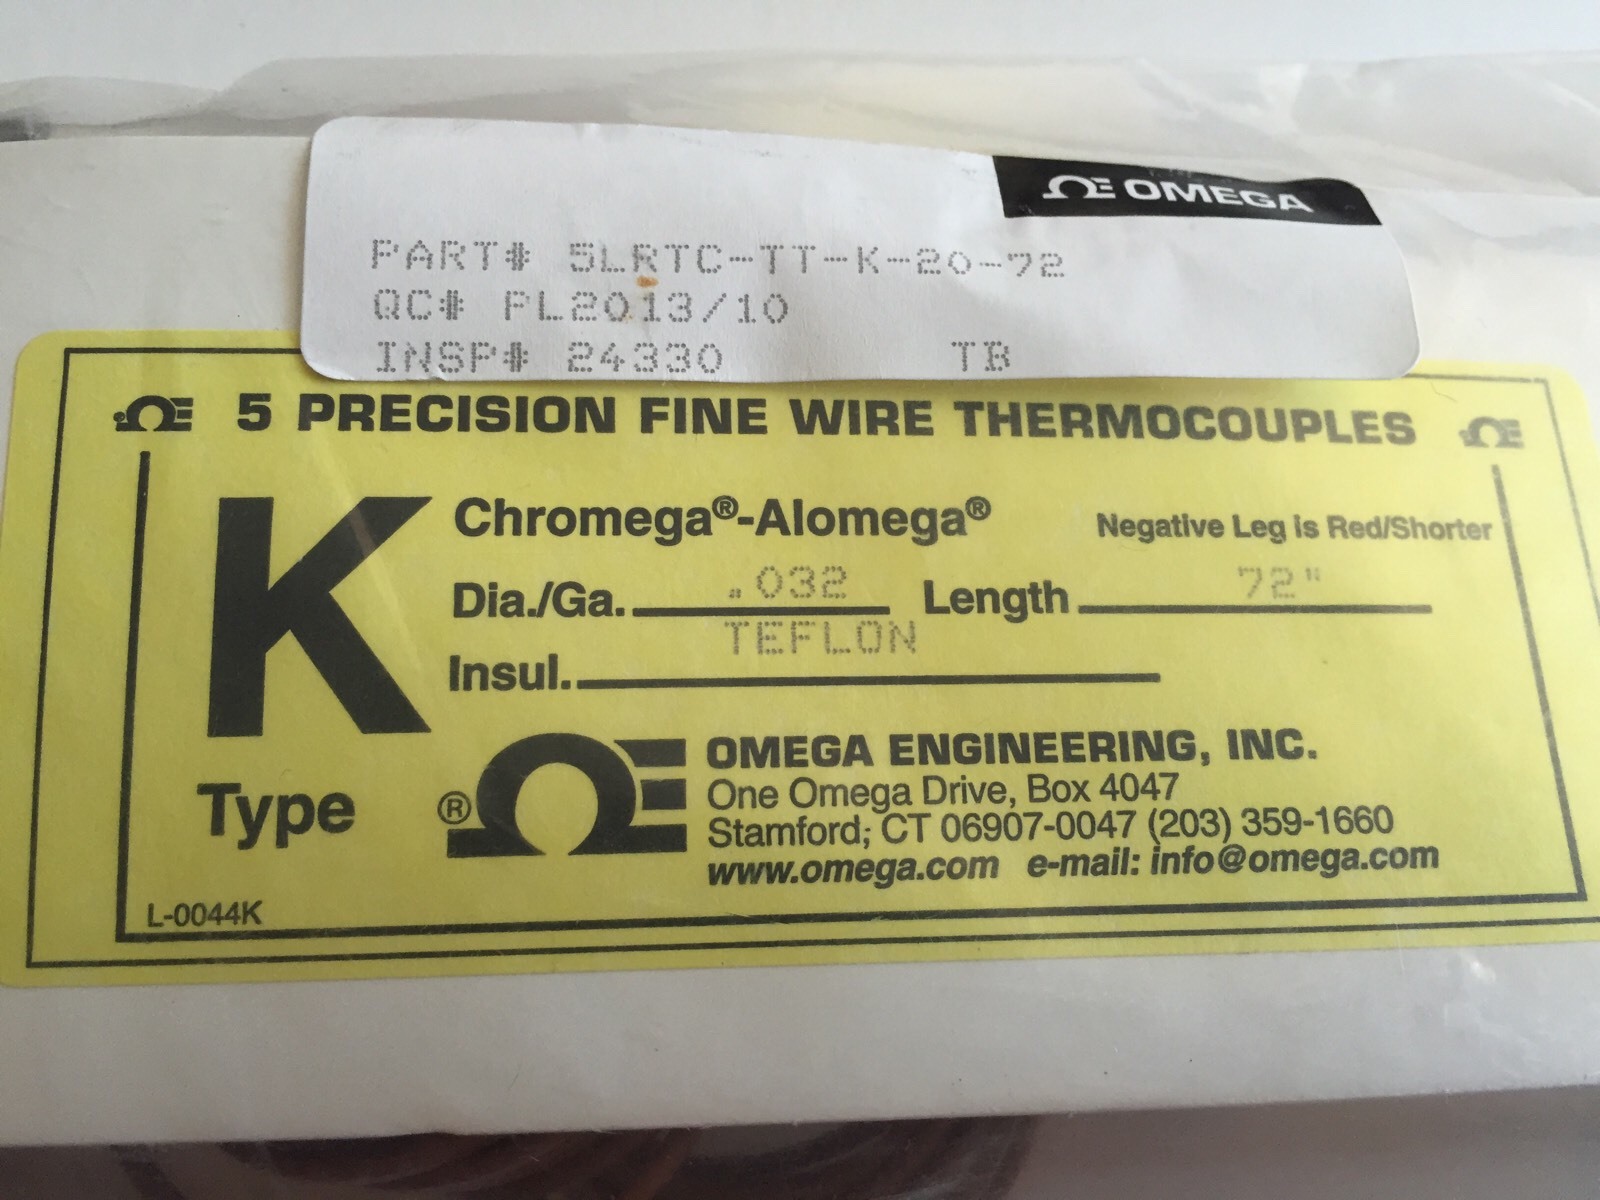 OMEGA
PART# 5LRTC-TT-K-20-72
QC# PL2013/10
INSP# 24330 TB
5 PRECISION FINE WIRE THERMOCOUPLES
K
Type
Chromega®-Alomega® Negative Leg is Red/Shorter
Dia./Ga. .032 Length 72"
Insul. TEFLON
® OMEGA ENGINEERING, INC.
One Omega Drive, Box 4047
Stamford, CT 06907-0047 (203) 359-1660
www.omega.com e-mail: info@omega.com
L-0044K